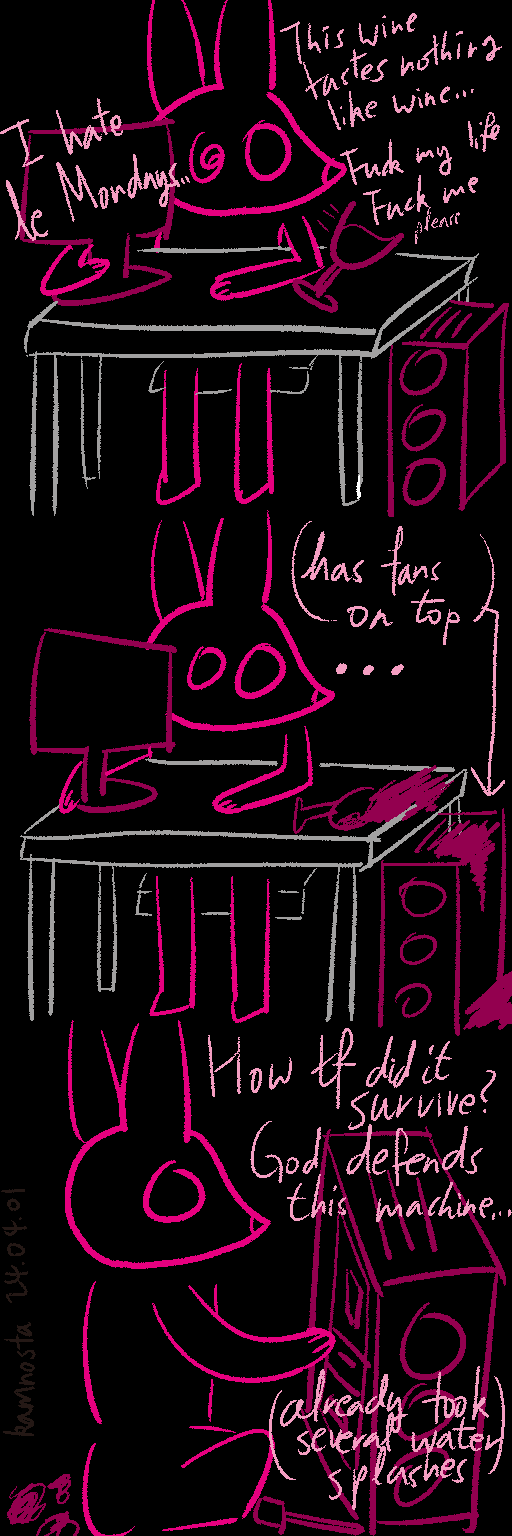 This wine
tastes nothing
like wine...
I hate
le Mondays...
Fuck my life
Fuck me
please
(has fans
on top)
...
How tf did it
survive?
God defends
this machine...
(already took
several water
splashes)
kamnosta 24.04.01